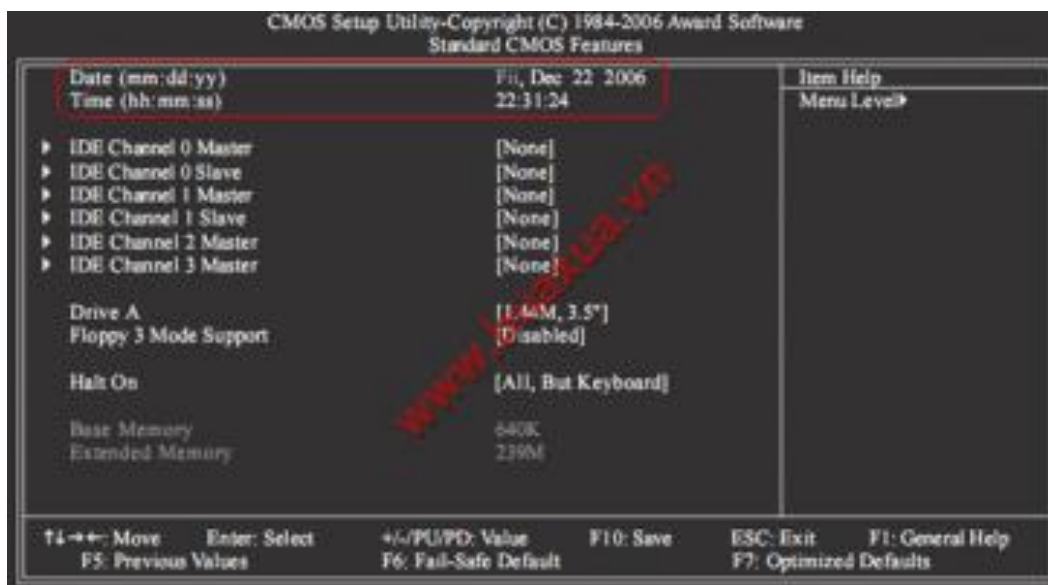 CMOS Setup Utility-Copyright (C) 1984-2006 Award Software
Standard CMOS Features
Date (mm:dd:yy) Fri, Dec 22 2006
Time (hh:mm:ss) 22:31:24
Item Help
Menu Level
IDE Channel 0 Master [None]
IDE Channel 0 Slave [None]
IDE Channel 1 Master [None]
IDE Channel 1 Slave [None]
IDE Channel 2 Master [None]
IDE Channel 3 Master [None]
Drive A [1.44M, 3.5"]
Floppy 3 Mode Support [Disabled]
Halt On [All, But Keyboard]
Base Memory 640K
Extended Memory 239M
↑↓→←: Move Enter: Select +/-/PU/PD: Value F10: Save ESC: Exit F1: General Help
F5: Previous Values F6: Fail-Safe Default F7: Optimized Defaults